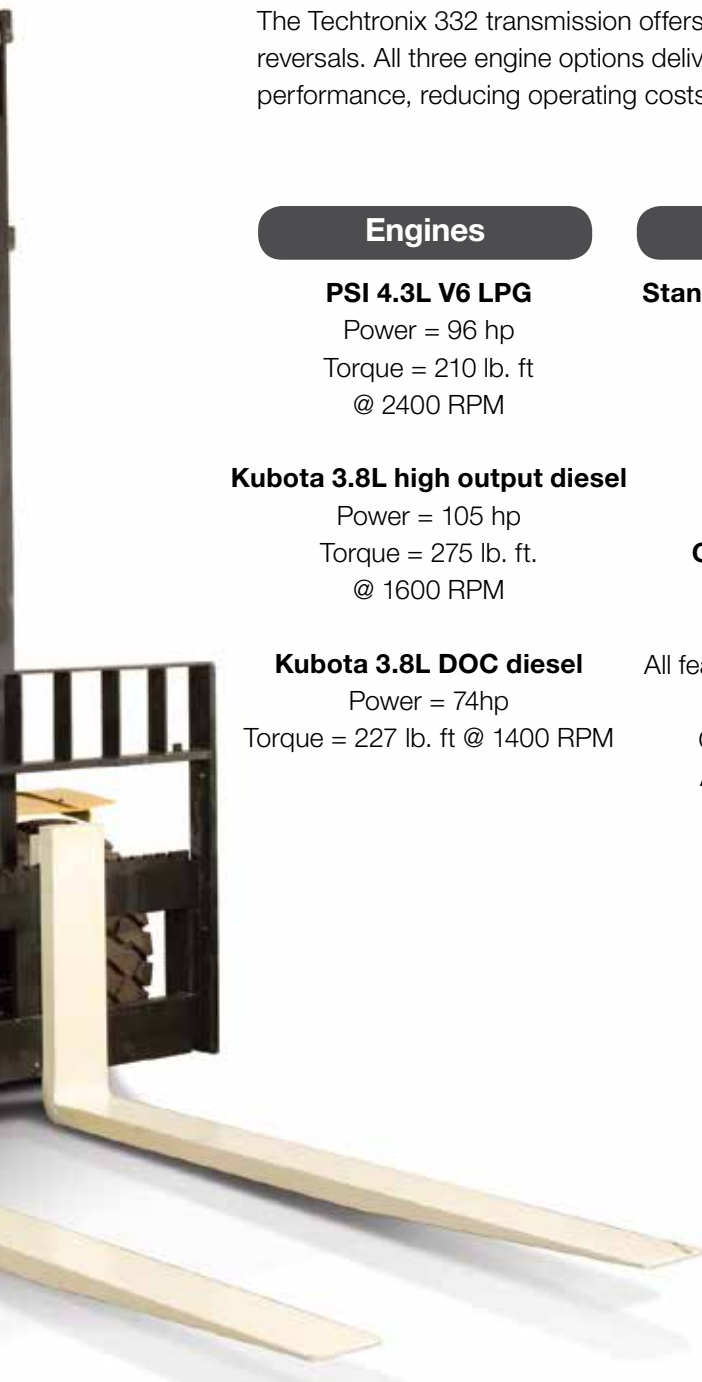 The Techtronix 332 transmission offers
reversals. All three engine options
performance, reducing operating costs
Engines
PSI 4.3L V6 LPG
Power = 96 hp
Torque = 210 lb. ft
@ 2400 RPM
Kubota 3.8L high output diesel
Power = 105 hp
Torque = 275 lb. ft.
@ 1600 RPM
Kubota 3.8L DOC diesel
Power = 74hp
Torque = 227 lb. ft @ 1400 RPM
All